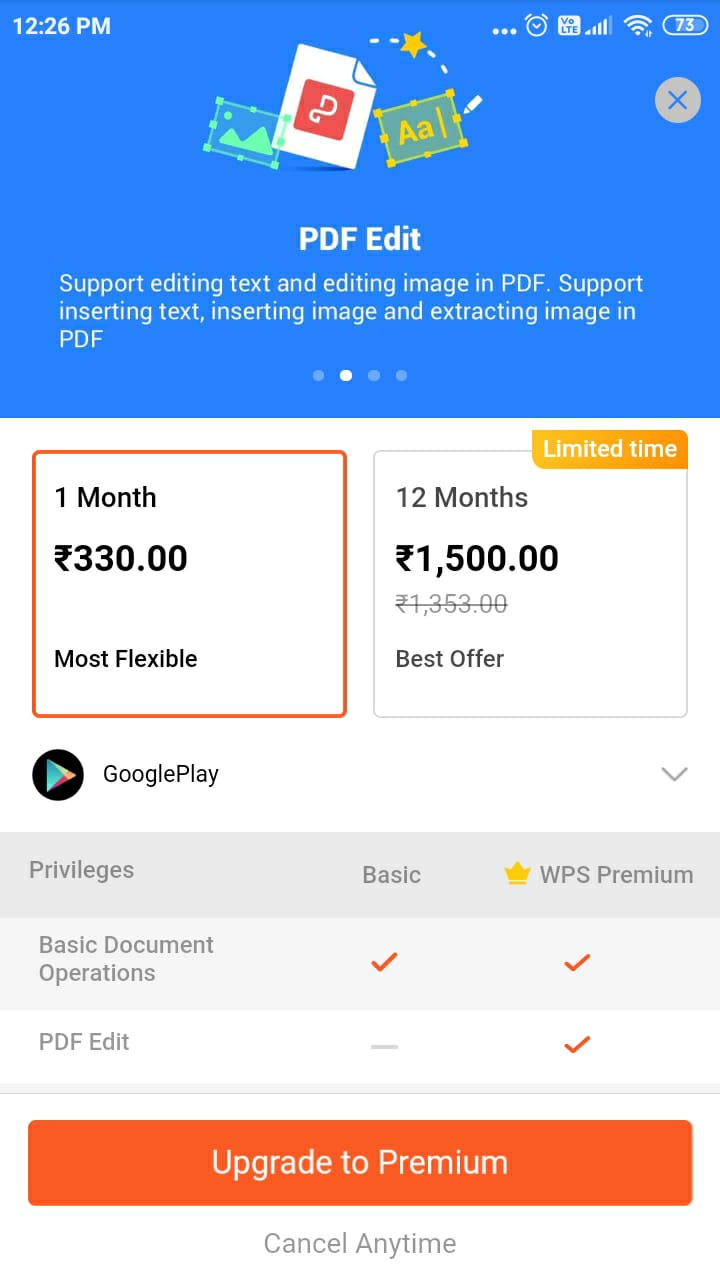 12:26 PM
Vo LTE
73
Aa
PDF Edit
Support editing text and editing image in PDF. Support
inserting text, inserting image and extracting image in
PDF
Limited time
1 Month
12 Months
₹330.00
₹1,500.00
₹1,353.00
Most Flexible
Best Offer
GooglePlay
Privileges
Basic
WPS Premium
Basic Document
Operations
PDF Edit
Upgrade to Premium
Cancel Anytime